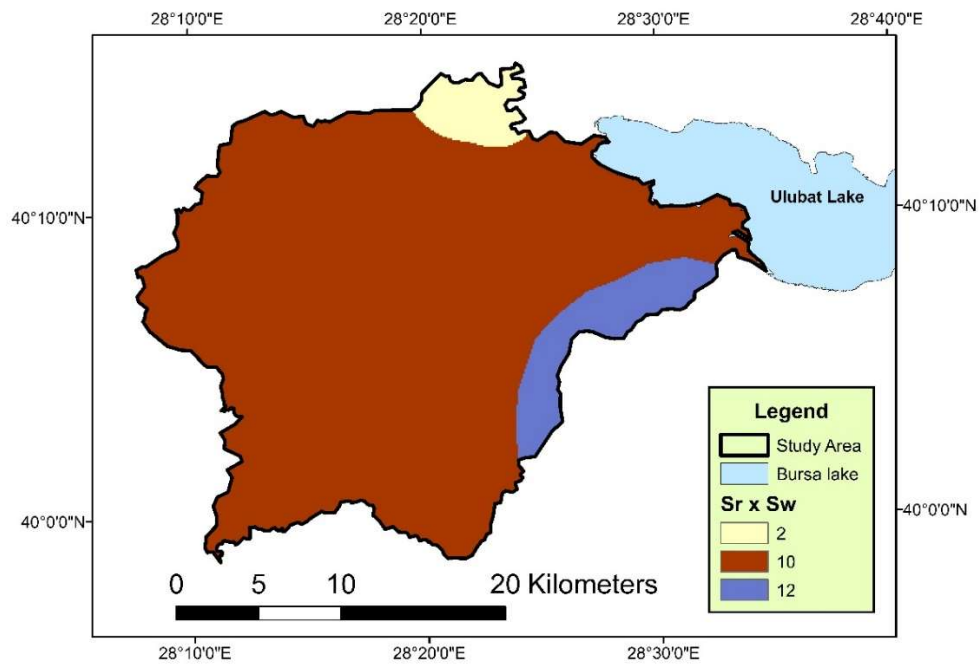 28°10'0"E 28°20'0"E 28°30'0"E 28°40'0"E
40°10'0"N
40°10'0"N
Ulubat Lake
40°0'0"N
40°0'0"N
Legend
Study Area
Bursa lake
Sr x Sw
2
10
12
0 5 10 20 Kilometers
28°10'0"E 28°20'0"E 28°30'0"E